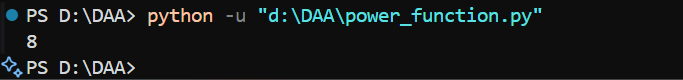 PS D:\DAA> python -u "d:\DAA\power_function.py"
8
PS D:\DAA>